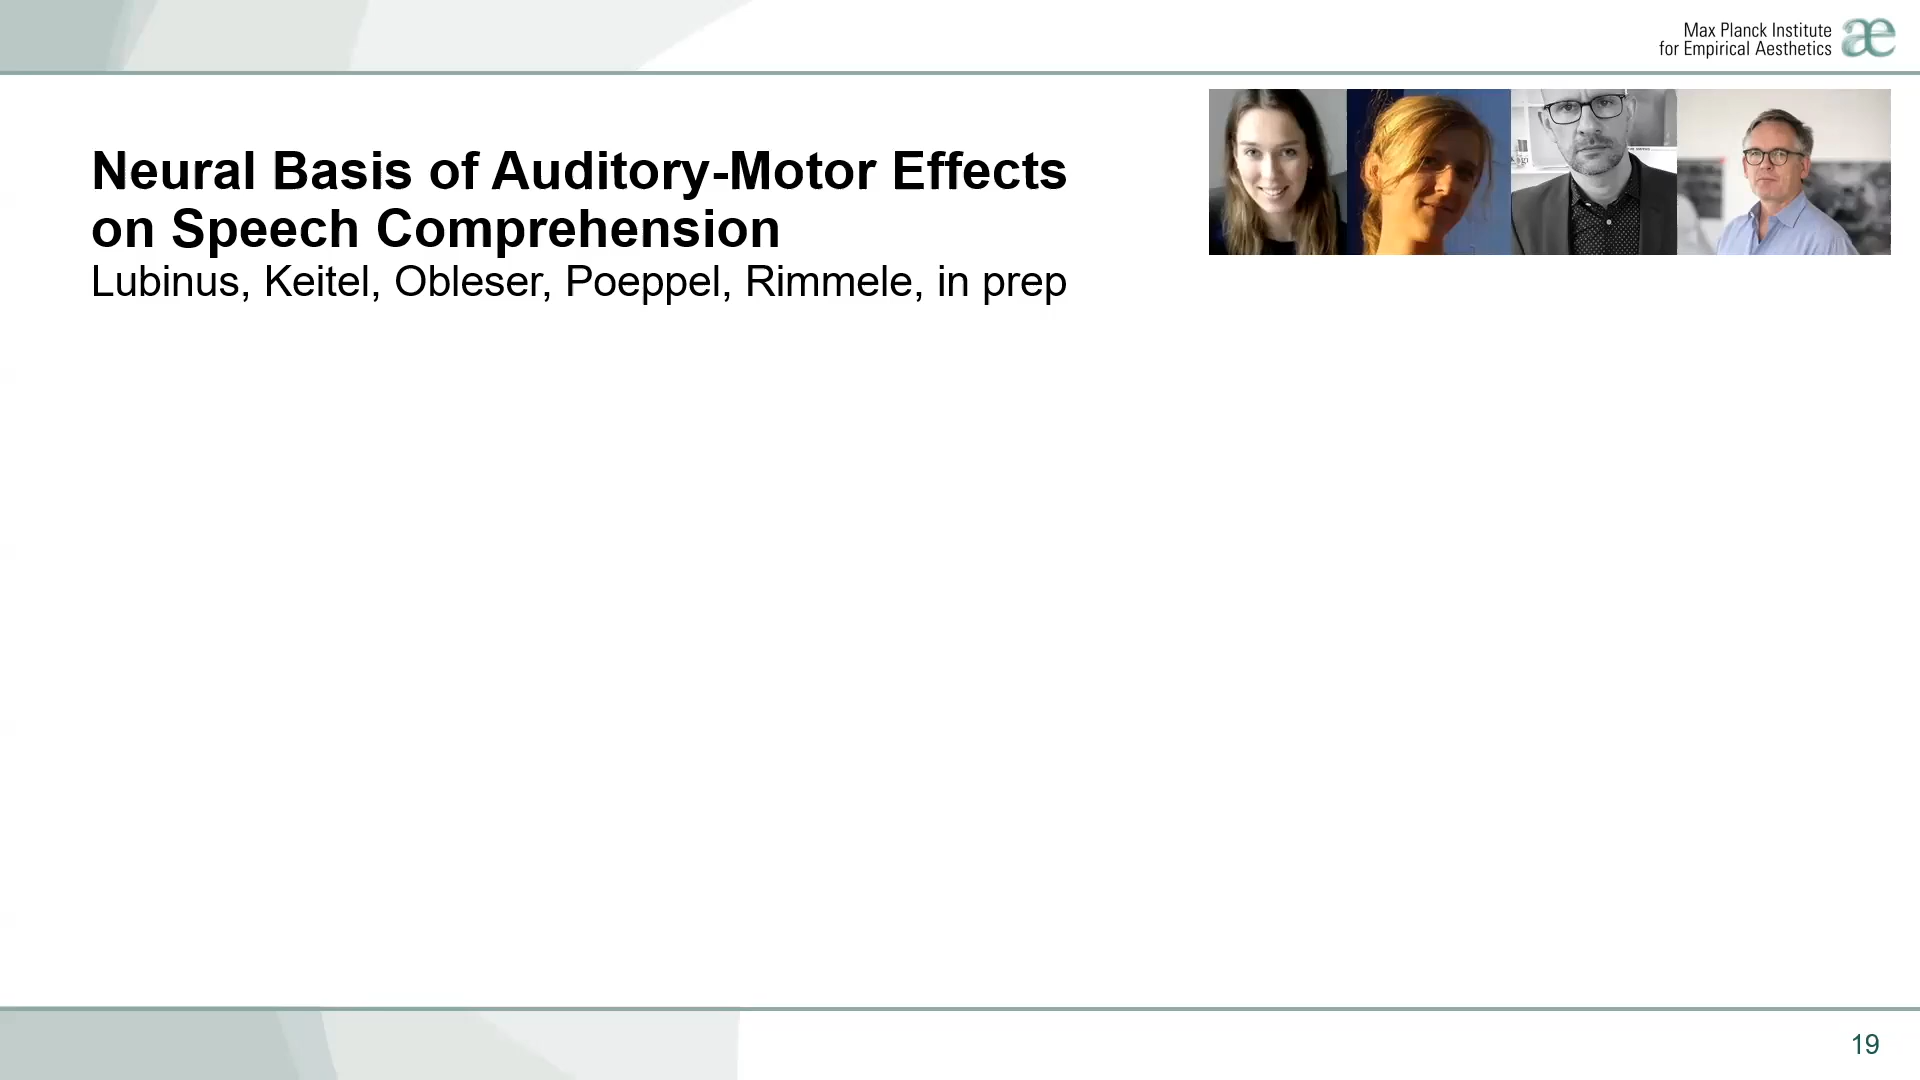 Max Planck Institute
for Empirical Aesthetics
æ
Neural Basis of Auditory-Motor Effects
on Speech Comprehension
Lubinus, Keitel, Obleser, Poeppel, Rimmele, in prep
19